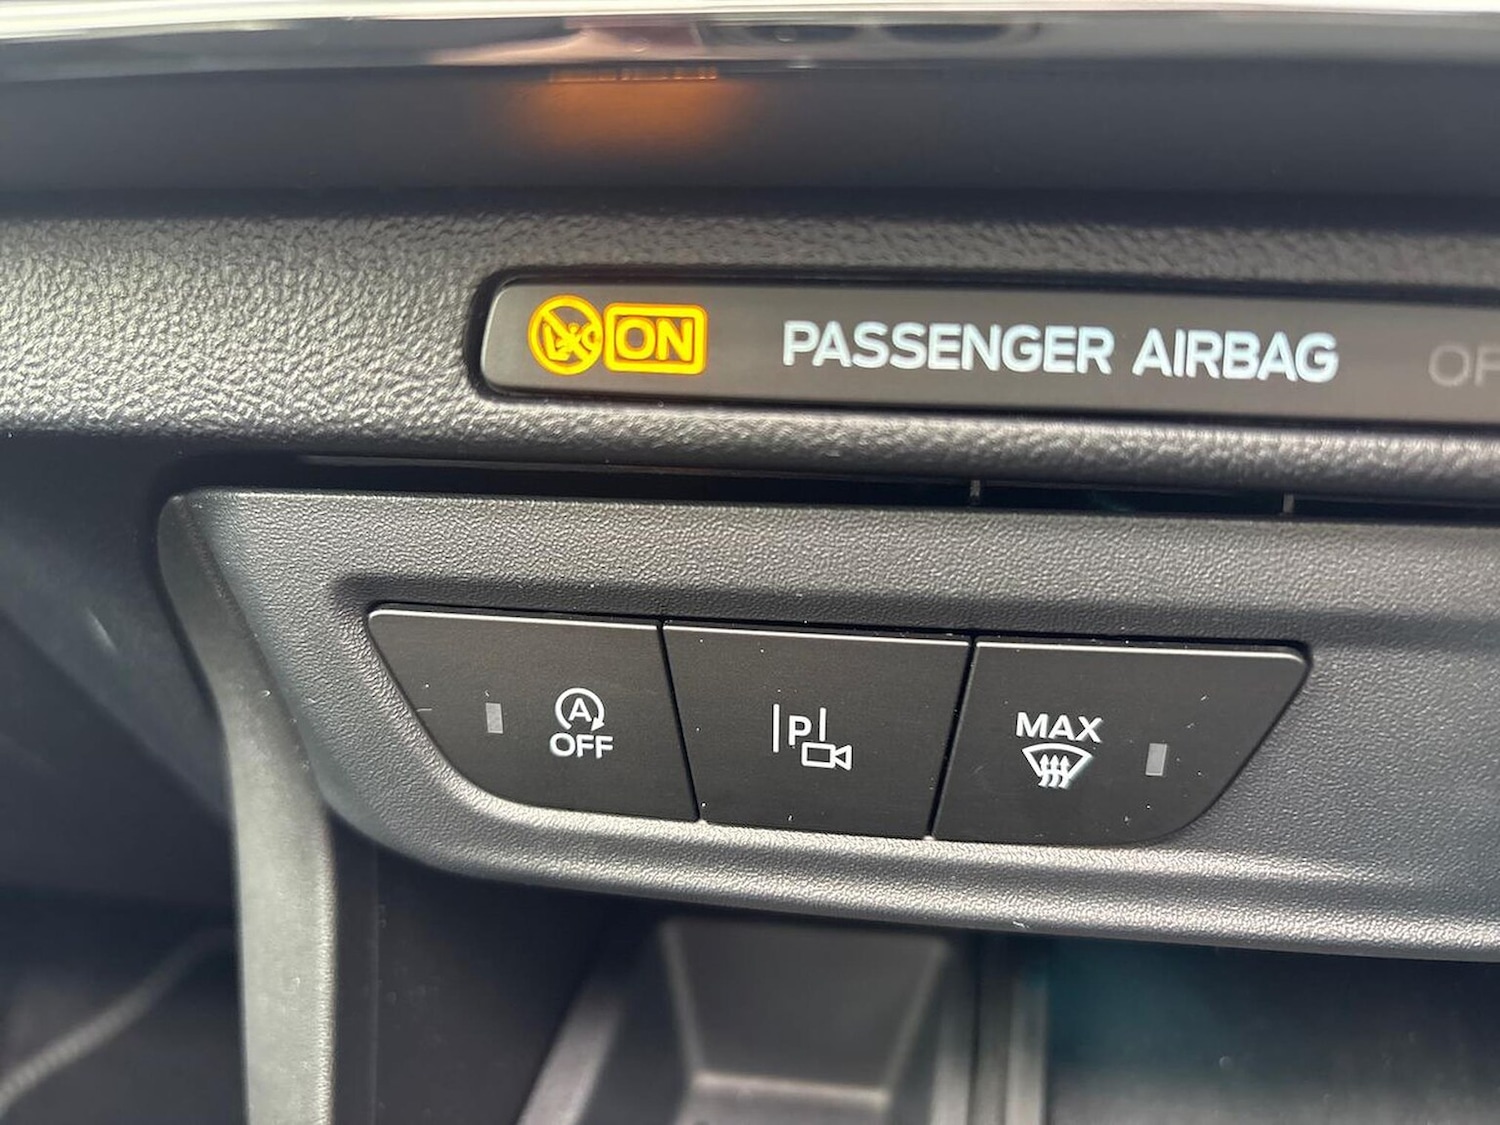 ON PASSENGER AIRBAG
A
OFF
P
MAX